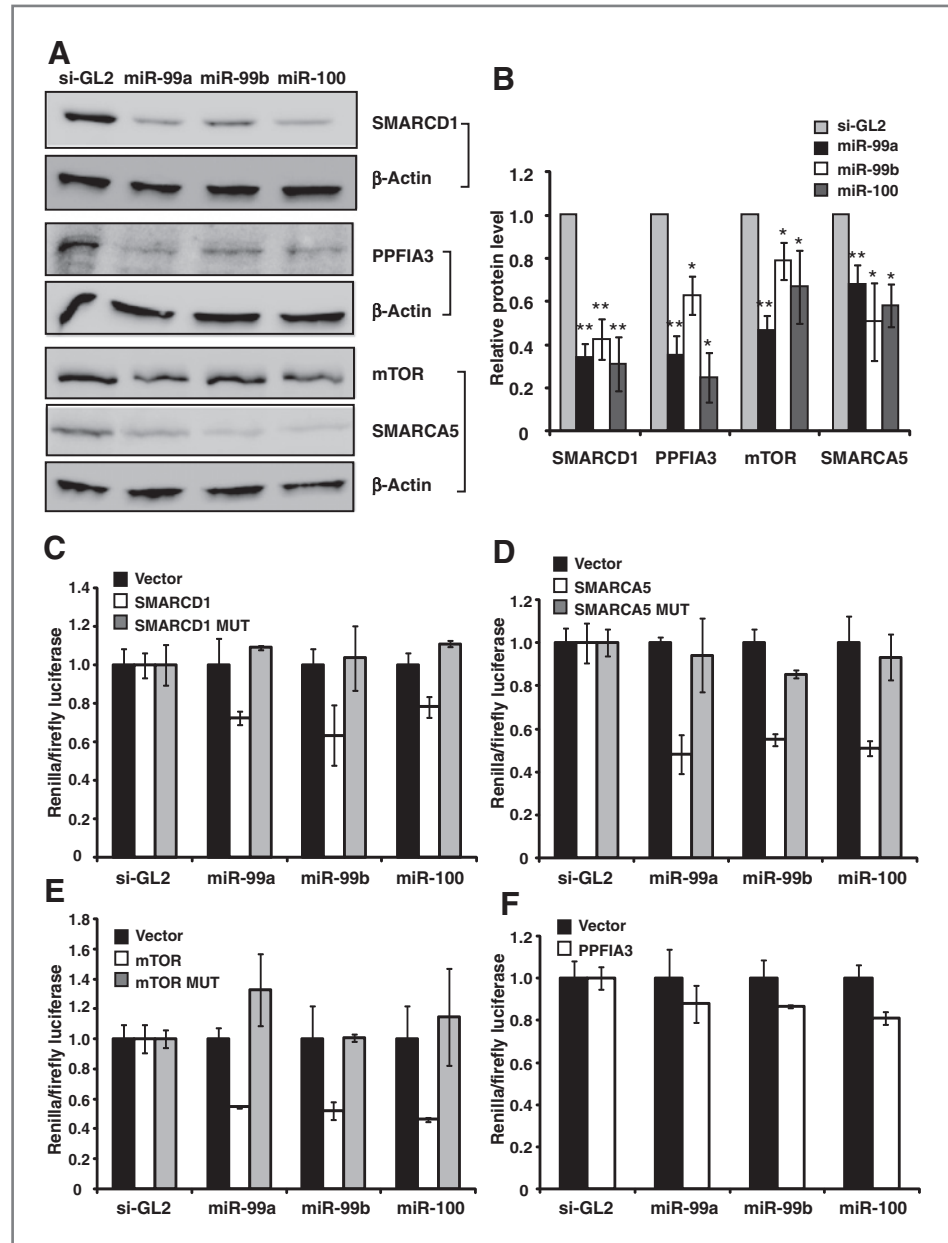 A
si-GL2 miR-99a miR-99b miR-100
SMARCD1
β-Actin
PPFIA3
β-Actin
mTOR
SMARCA5
β-Actin
B
si-GL2
miR-99a
miR-99b
miR-100
Relative protein level
1.2
1.0
0.8
0.6
0.4
0.2
0
** ** **
** * *
** * *
** * *
SMARCD1 PPFIA3 mTOR SMARCA5
C
Vector
SMARCD1
SMARCD1 MUT
Renilla/firefly luciferase
1.4
1.2
1.0
0.8
0.6
0.4
0.2
0
si-GL2 miR-99a miR-99b miR-100
D
Vector
SMARCA5
SMARCA5 MUT
Renilla/firefly luciferase
1.2
1.0
0.8
0.6
0.4
0.2
0
si-GL2 miR-99a miR-99b miR-100
E
Vector
mTOR
mTOR MUT
Renilla/firefly luciferase
1.8
1.6
1.4
1.2
1.0
0.8
0.6
0.4
0.2
0
si-GL2 miR-99a miR-99b miR-100
F
Vector
PPFIA3
Renilla/firefly luciferase
1.2
1.0
0.8
0.6
0.4
0.2
0
si-GL2 miR-99a miR-99b miR-100